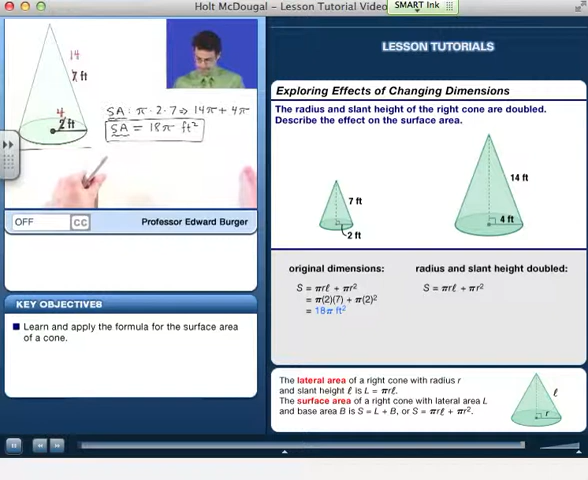 Holt McDougal - Lesson Tutorial Video
SMART Ink
14
7 ft
4
2 ft
SA: π·2·7 ⇒ 14π + 4π
SA = 18π ft²
OFF
CC
Professor Edward Burger
KEY OBJECTIVES
Learn and apply the formula for the surface area
of a cone.
LESSON TUTORIALS
Exploring Effects of Changing Dimensions
The radius and slant height of the right cone are doubled.
Describe the effect on the surface area.
7 ft
2 ft
14 ft
4 ft
original dimensions:
S = πrℓ + πr²
= π(2)(7) + π(2)²
= 18π ft²
radius and slant height doubled:
S = πrℓ + πr²
The lateral area of a right cone with radius r
and slant height ℓ is L = πrℓ.
The surface area of a right cone with lateral area L
and base area B is S = L + B, or S = πrℓ + πr².
ℓ
r